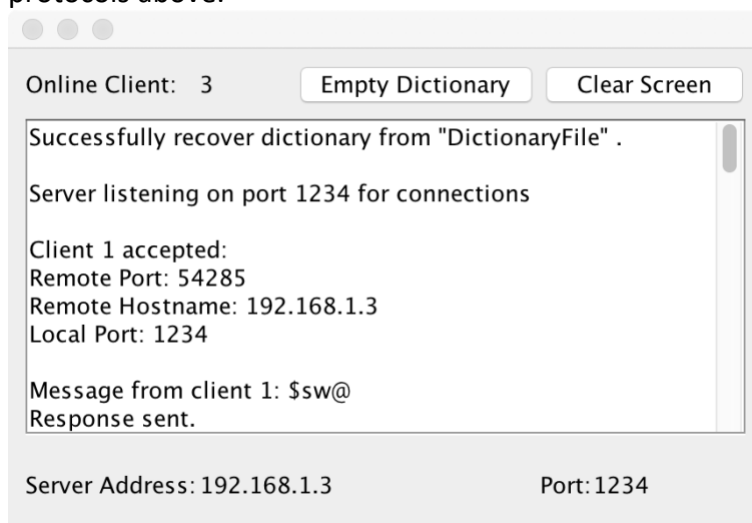 protocols above.
Online Client: 3 Empty Dictionary Clear Screen
Successfully recover dictionary from "DictionaryFile" .
Server listening on port 1234 for connections
Client 1 accepted:
Remote Port: 54285
Remote Hostname: 192.168.1.3
Local Port: 1234
Message from client 1: $sw@
Response sent.
Server Address: 192.168.1.3 Port: 1234